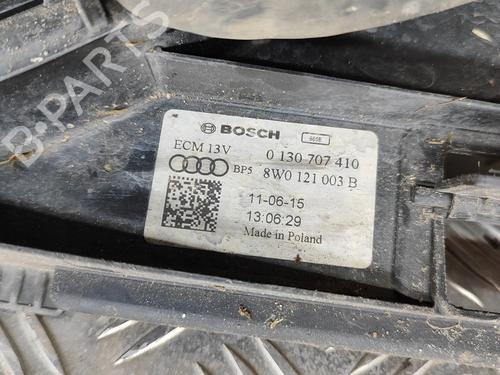 B-PARTS
BOSCH
ECM 13V 0 130 707 410
BP5 8W0 121 003 B
11-06-15
13:06:29
Made in Poland